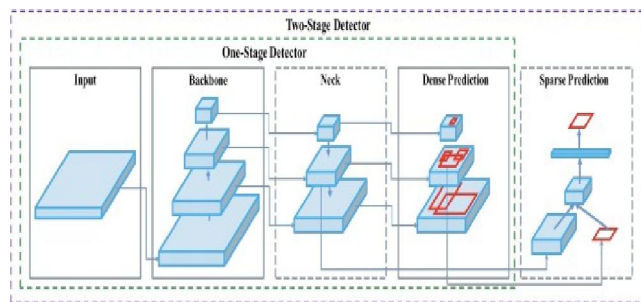 Two-Stage Detector
One-Stage Detector
Input
Backbone
Neck
Dense Prediction
Sparse Prediction